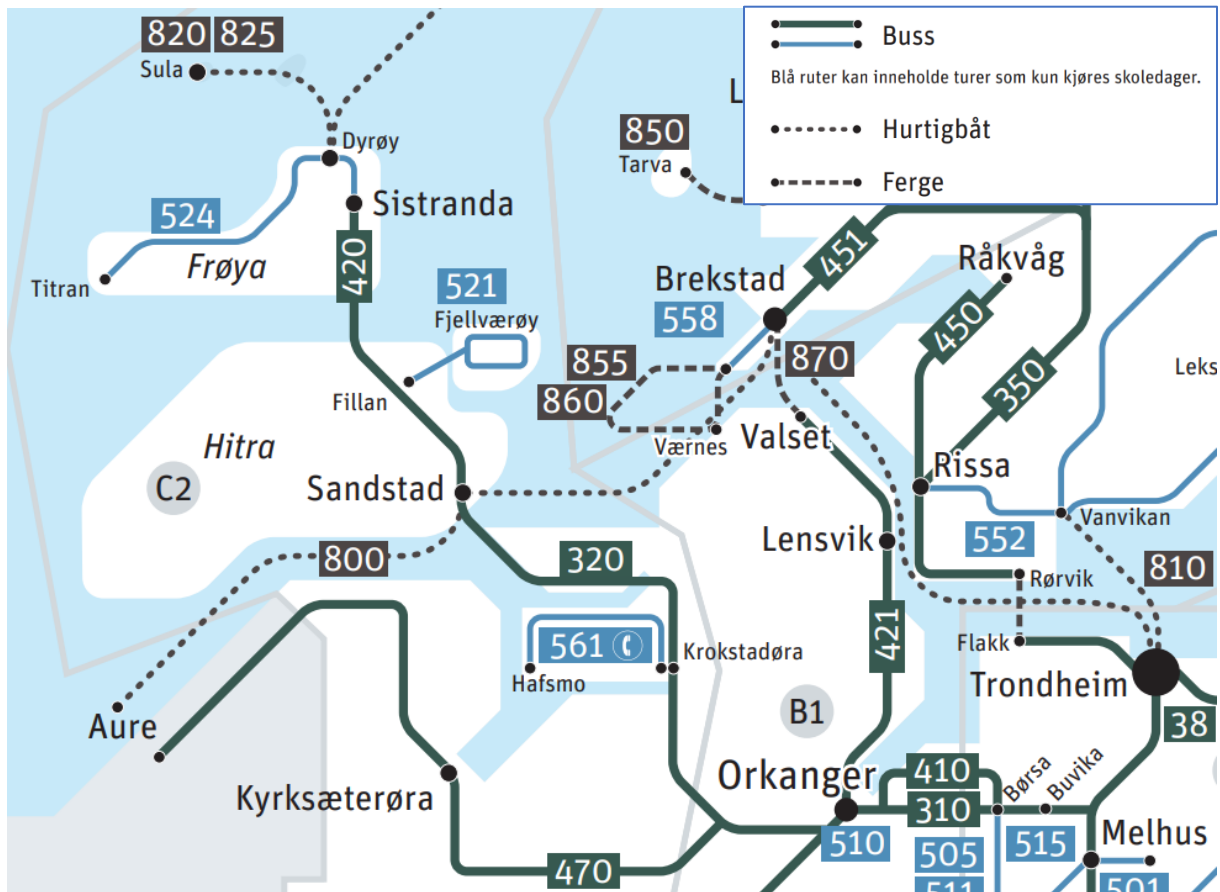 820 825
Sula
Dyrøy
Sistranda
524
Frøya
Titran
420
521
Fjellværøy
Fillan
Hitra
C2
Sandstad
800
320
561
Hafsmo
Krokstadøra
Aure
Kyrksæterøra
470
Buss
Blå ruter kan inneholde turer som kun kjøres skoledager.
Hurtigbåt
Ferge
L
850
Tarva
451
Brekstad
558
Råkvåg
450
855
860
870
350
Leks
Værnes
Valset
Rissa
Vanvikan
Lensvik
552
Rørvik
810
421
Flakk
Trondheim
B1
38
Orkanger
410
310
Børsa
Buvika
510
505
511
515
Melhus
501